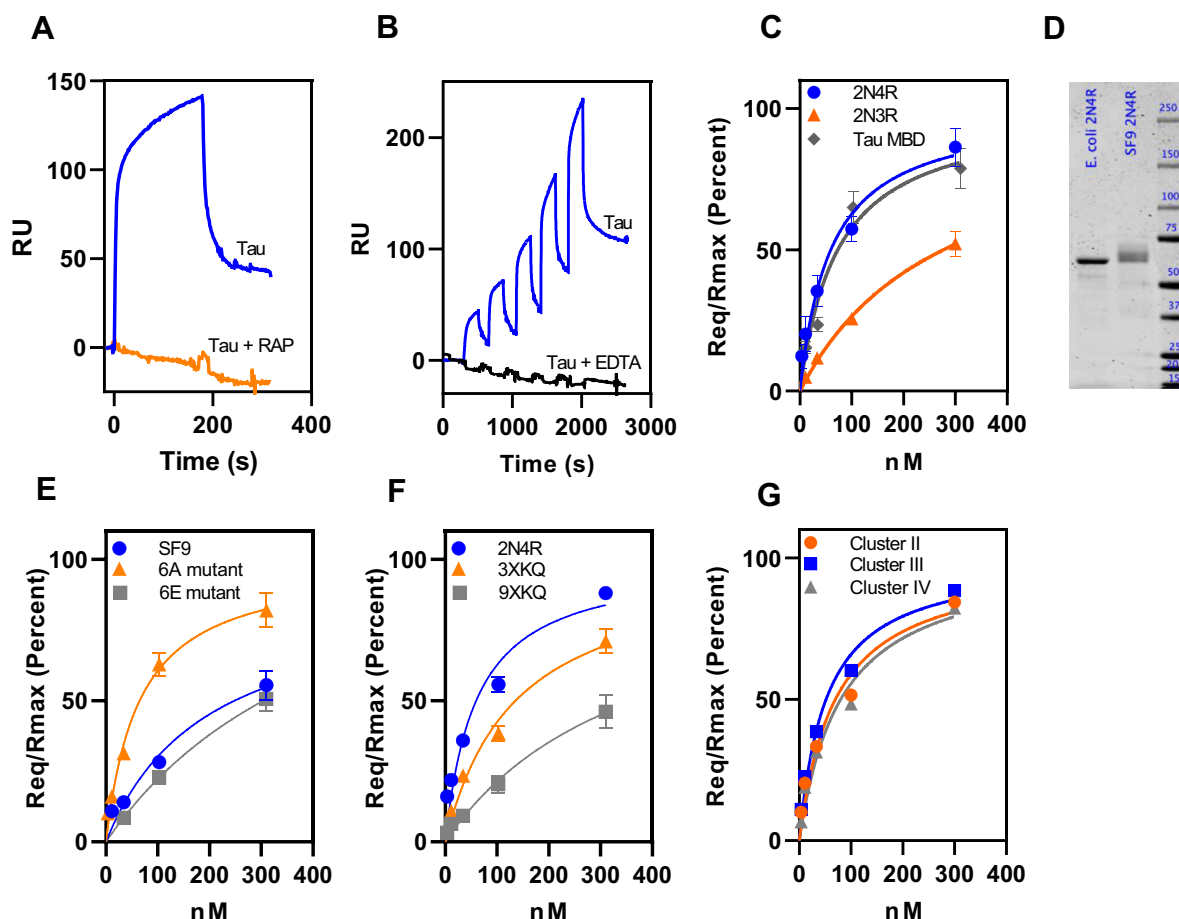 A
150
100
50
0
RU
Tau
Tau + RAP
0
200
400
Time (s)
B
200
100
0
RU
Tau
Tau + EDTA
0
1000
2000
3000
Time (s)
C
2N4R
2N3R
Tau MBD
100
50
0
Req/Rmax (Percent)
0
100
200
300
400
nM
D
E. coli 2N4R
SF9 2N4R
250
150
100
75
50
37
25
20
15
E
SF9
6A mutant
6E mutant
100
50
0
Req/Rmax (Percent)
0
100
200
300
400
nM
F
2N4R
3XKQ
9XKQ
100
50
0
Req/Rmax (Percent)
0
100
200
300
400
nM
G
Cluster II
Cluster III
Cluster IV
100
50
0
Req/Rmax (Percent)
0
100
200
300
400
nM